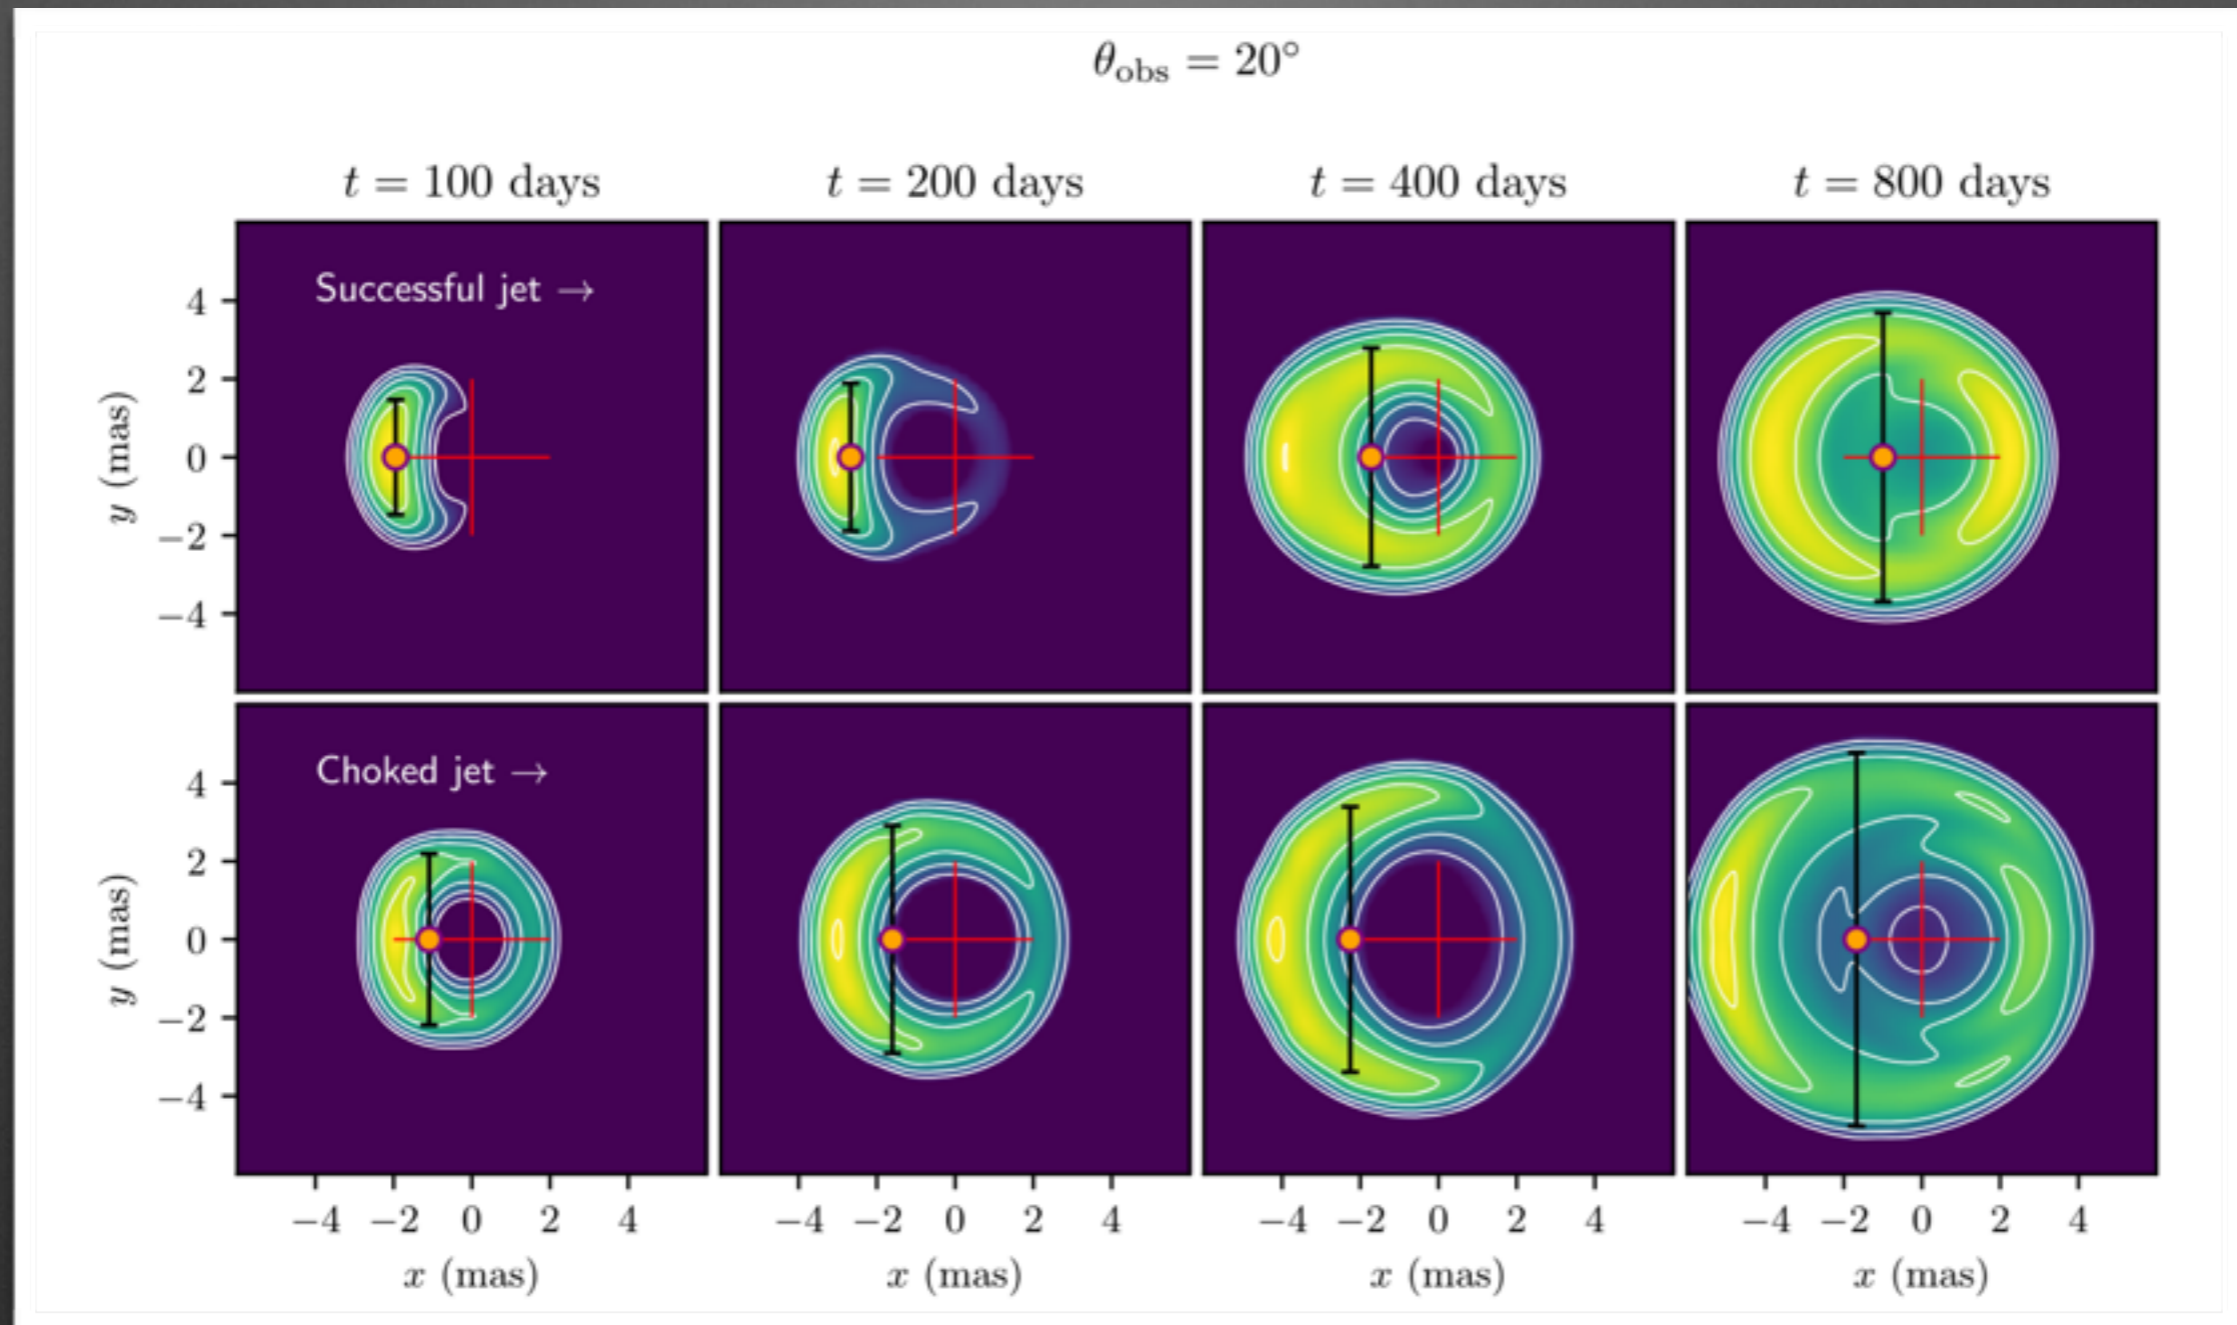 θobs = 20°
t = 100 days
t = 200 days
t = 400 days
t = 800 days
Successful jet →
4
2
0
−2
−4
y (mas)
Choked jet →
4
2
0
−2
−4
y (mas)
−4 −2 0 2 4
−4 −2 0 2 4
−4 −2 0 2 4
−4 −2 0 2 4
x (mas)
x (mas)
x (mas)
x (mas)